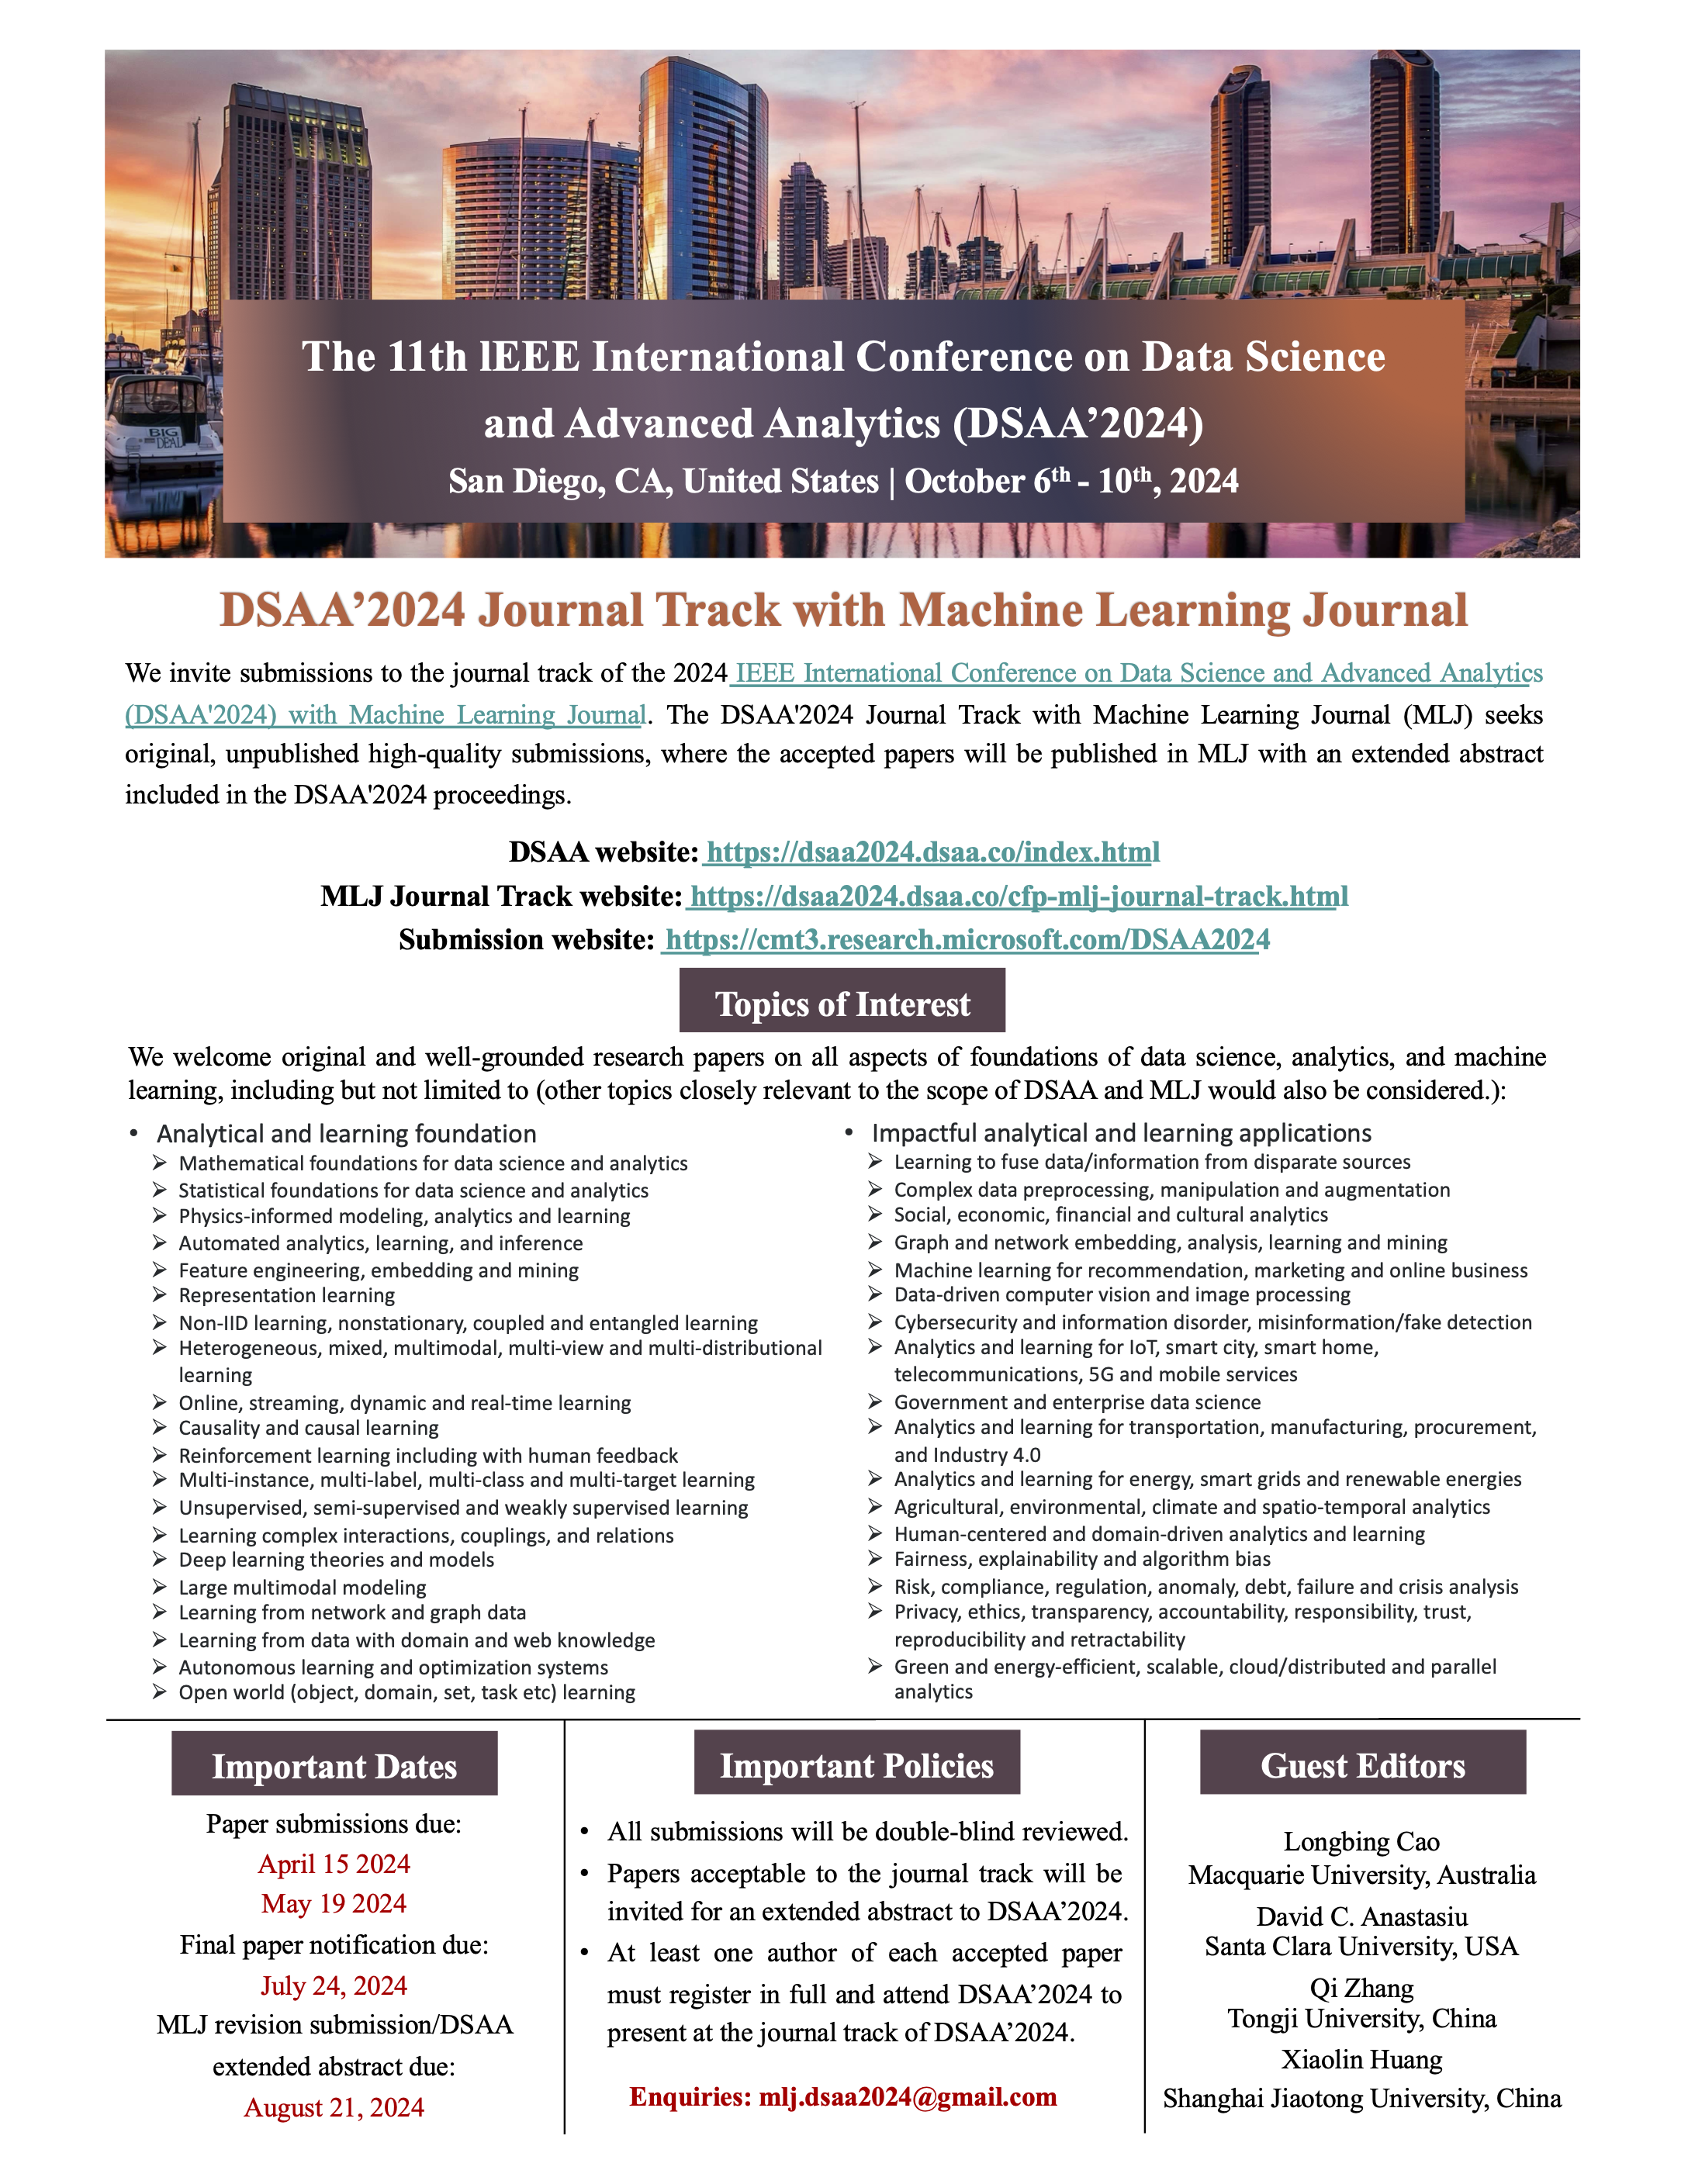 BIG
DEAL
The 11th lEEE International Conference on Data Science
and Advanced Analytics (DSAA’2024)
San Diego, CA, United States | October 6th - 10th, 2024
DSAA’2024 Journal Track with Machine Learning Journal
We invite submissions to the journal track of the 2024 IEEE International Conference on Data Science and Advanced Analytics
(DSAA'2024) with Machine Learning Journal. The DSAA'2024 Journal Track with Machine Learning Journal (MLJ) seeks
original, unpublished high-quality submissions, where the accepted papers will be published in MLJ with an extended abstract
included in the DSAA'2024 proceedings.
DSAA website: https://dsaa2024.dsaa.co/index.html
MLJ Journal Track website: https://dsaa2024.dsaa.co/cfp-mlj-journal-track.html
Submission website: https://cmt3.research.microsoft.com/DSAA2024
Topics of Interest
We welcome original and well-grounded research papers on all aspects of foundations of data science, analytics, and machine
learning, including but not limited to (other topics closely relevant to the scope of DSAA and MLJ would also be considered.):
• Analytical and learning foundation
➢ Mathematical foundations for data science and analytics
➢ Statistical foundations for data science and analytics
➢ Physics-informed modeling, analytics and learning
➢ Automated analytics, learning, and inference
➢ Feature engineering, embedding and mining
➢ Representation learning
➢ Non-IID learning, nonstationary, coupled and entangled learning
➢ Heterogeneous, mixed, multimodal, multi-view and multi-distributional
learning
➢ Online, streaming, dynamic and real-time learning
➢ Causality and causal learning
➢ Reinforcement learning including with human feedback
➢ Multi-instance, multi-label, multi-class and multi-target learning
➢ Unsupervised, semi-supervised and weakly supervised learning
➢ Learning complex interactions, couplings, and relations
➢ Deep learning theories and models
➢ Large multimodal modeling
➢ Learning from network and graph data
➢ Learning from data with domain and web knowledge
➢ Autonomous learning and optimization systems
➢ Open world (object, domain, set, task etc) learning
• Impactful analytical and learning applications
➢ Learning to fuse data/information from disparate sources
➢ Complex data preprocessing, manipulation and augmentation
➢ Social, economic, financial and cultural analytics
➢ Graph and network embedding, analysis, learning and mining
➢ Machine learning for recommendation, marketing and online business
➢ Data-driven computer vision and image processing
➢ Cybersecurity and information disorder, misinformation/fake detection
➢ Analytics and learning for IoT, smart city, smart home,
telecommunications, 5G and mobile services
➢ Government and enterprise data science
➢ Analytics and learning for transportation, manufacturing, procurement,
and Industry 4.0
➢ Analytics and learning for energy, smart grids and renewable energies
➢ Agricultural, environmental, climate and spatio-temporal analytics
➢ Human-centered and domain-driven analytics and learning
➢ Fairness, explainability and algorithm bias
➢ Risk, compliance, regulation, anomaly, debt, failure and crisis analysis
➢ Privacy, ethics, transparency, accountability, responsibility, trust,
reproducibility and retractability
➢ Green and energy-efficient, scalable, cloud/distributed and parallel
analytics
Important Dates
Paper submissions due:
April 15 2024
May 19 2024
Final paper notification due:
July 24, 2024
MLJ revision submission/DSAA
extended abstract due:
August 21, 2024
Important Policies
• All submissions will be double-blind reviewed.
• Papers acceptable to the journal track will be
invited for an extended abstract to DSAA’2024.
• At least one author of each accepted paper
must register in full and attend DSAA’2024 to
present at the journal track of DSAA’2024.
Enquiries: mlj.dsaa2024@gmail.com
Guest Editors
Longbing Cao
Macquarie University, Australia
David C. Anastasiu
Santa Clara University, USA
Qi Zhang
Tongji University, China
Xiaolin Huang
Shanghai Jiaotong University, China